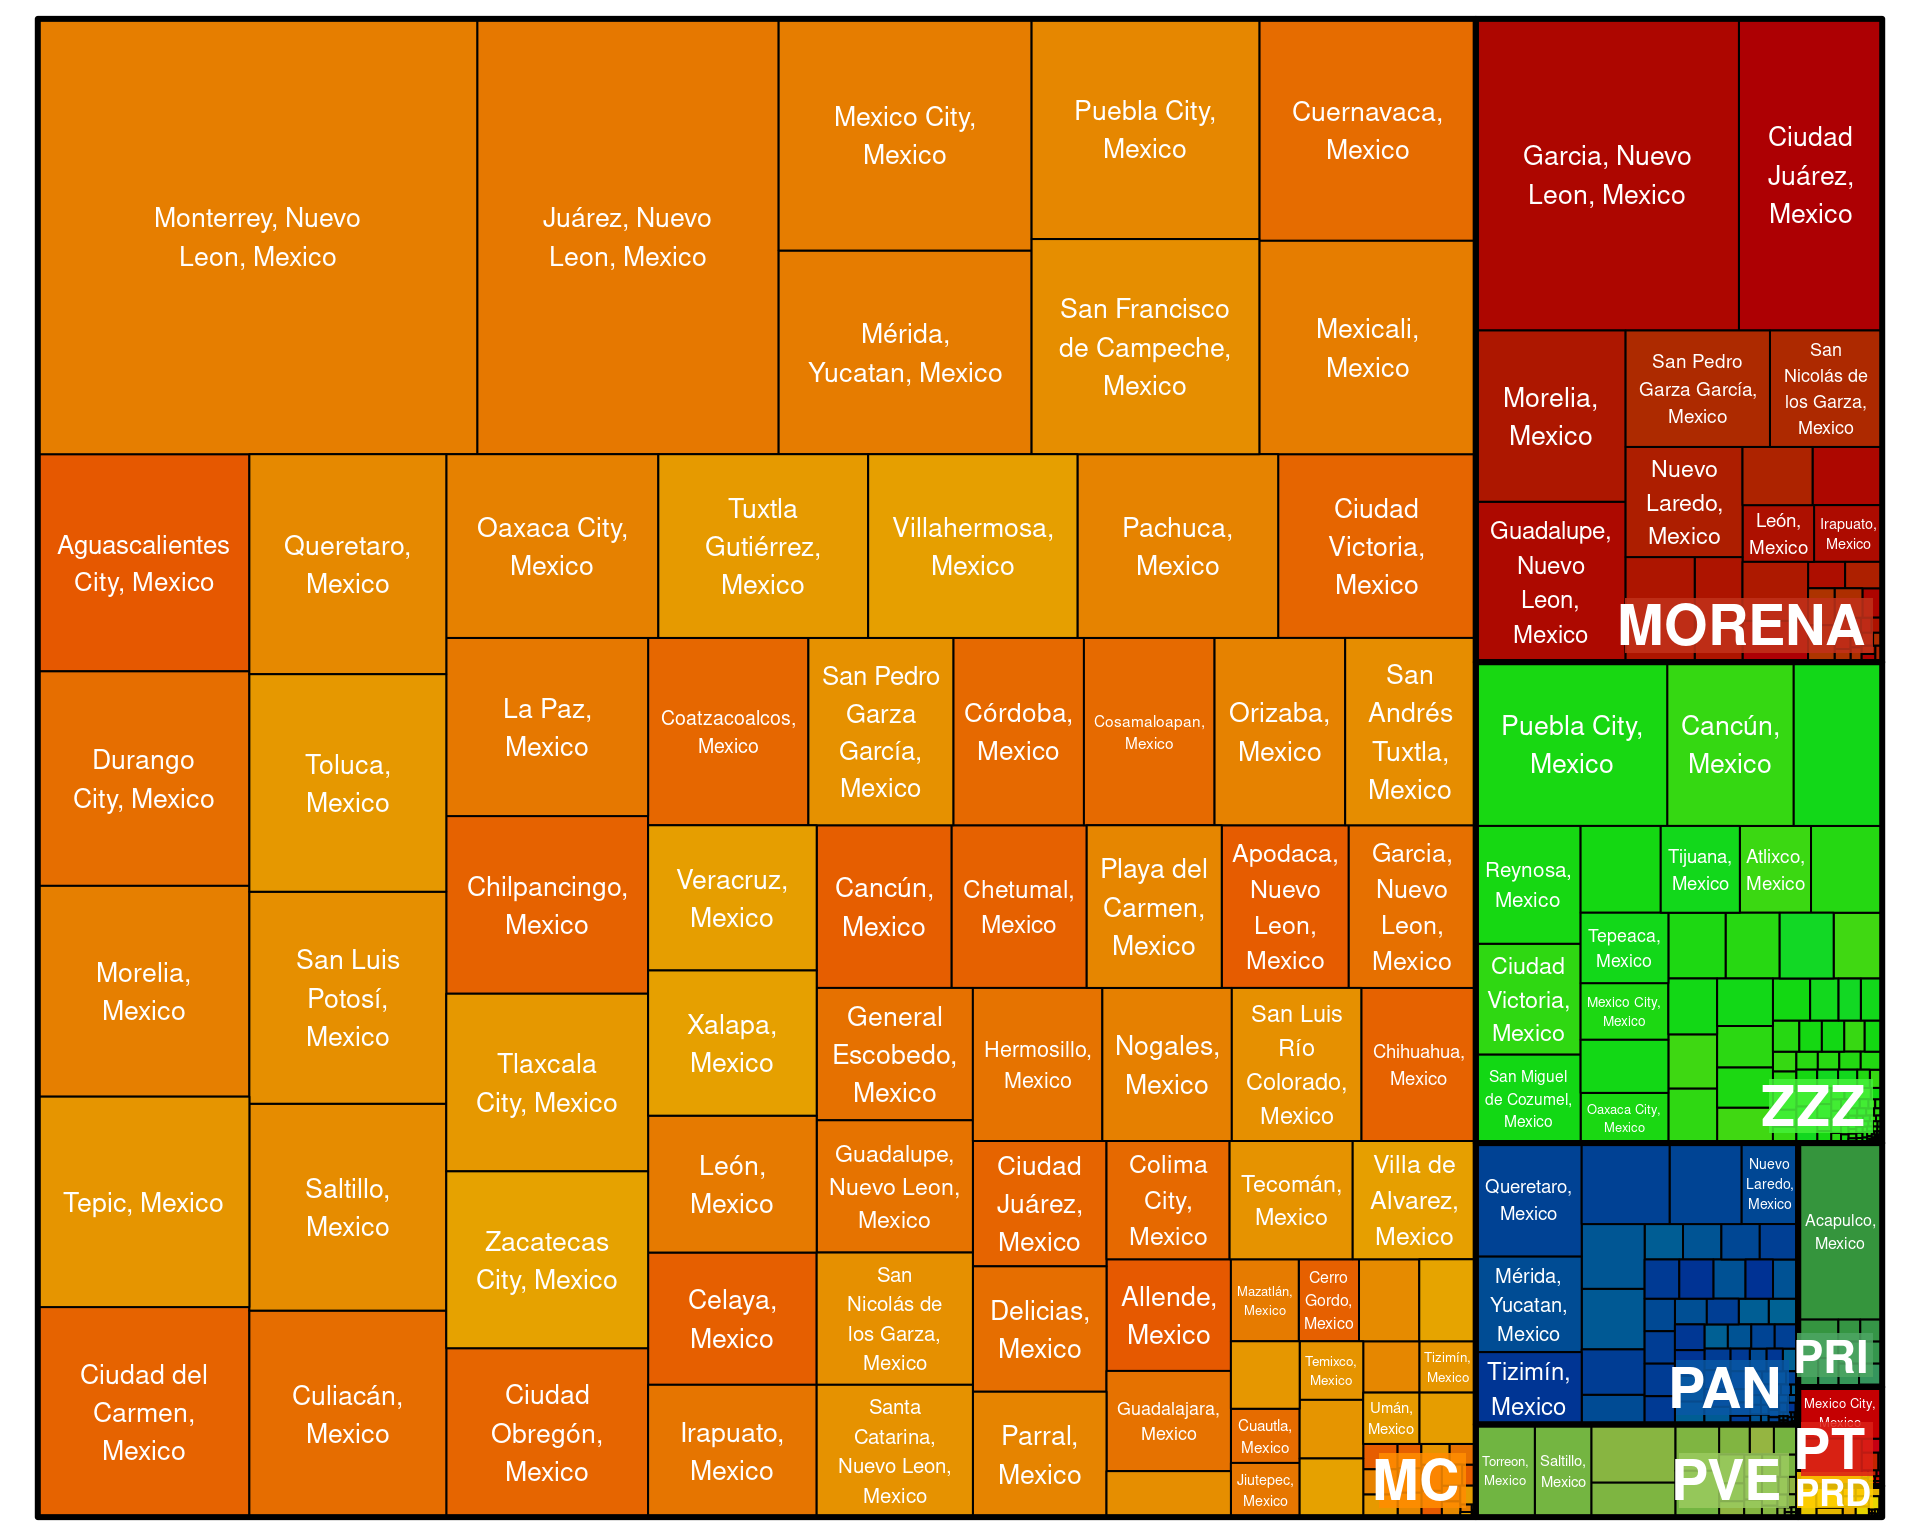 Monterrey, Nuevo
Leon, Mexico
Juárez, Nuevo
Leon, Mexico
Mexico City,
Mexico
Mérida,
Yucatan, Mexico
Puebla City,
Mexico
San Francisco
de Campeche,
Mexico
Cuernavaca,
Mexico
Mexicali,
Mexico
Aguascalientes
City, Mexico
Durango
City, Mexico
Morelia,
Mexico
Tepic, Mexico
Ciudad del
Carmen,
Mexico
Queretaro,
Mexico
Toluca,
Mexico
San Luis
Potosí,
Mexico
Saltillo,
Mexico
Culiacán,
Mexico
Oaxaca City,
Mexico
Tuxtla
Gutiérrez,
Mexico
Villahermosa,
Mexico
Pachuca,
Mexico
Ciudad
Victoria,
Mexico
La Paz,
Mexico
Chilpancingo,
Mexico
Tlaxcala
City, Mexico
Zacatecas
City, Mexico
Ciudad
Obregón,
Mexico
Coatzacoalcos,
Mexico
San Pedro
Garza
García,
Mexico
Córdoba,
Mexico
Cosamaloapan,
Mexico
Orizaba,
Mexico
San
Andrés
Tuxtla,
Mexico
Veracruz,
Mexico
Xalapa,
Mexico
León,
Mexico
Celaya,
Mexico
Irapuato,
Mexico
Cancún,
Mexico
Chetumal,
Mexico
Playa del
Carmen,
Mexico
Apodaca,
Nuevo
Leon,
Mexico
Garcia,
Nuevo
Leon,
Mexico
General
Escobedo,
Mexico
Guadalupe,
Nuevo Leon,
Mexico
San
Nicolás de
los Garza,
Mexico
Santa
Catarina,
Nuevo Leon,
Mexico
Hermosillo,
Mexico
Nogales,
Mexico
San Luis
Río
Colorado,
Mexico
Chihuahua,
Mexico
Ciudad
Juárez,
Mexico
Delicias,
Mexico
Parral,
Mexico
Colima
City,
Mexico
Tecomán,
Mexico
Villa de
Alvarez,
Mexico
Allende,
Mexico
Guadalajara,
Mexico
Mazatlán,
Mexico
Cerro
Gordo,
Mexico
Temixco,
Mexico
Tizimín,
Mexico
Cuautla,
Mexico
Umán,
Mexico
Jiutepec,
Mexico
MC
Garcia, Nuevo
Leon, Mexico
Ciudad
Juárez,
Mexico
Morelia,
Mexico
San Pedro
Garza García,
Mexico
San
Nicolás de
los Garza,
Mexico
Guadalupe,
Nuevo
Leon,
Mexico
Nuevo
Laredo,
Mexico
León,
Mexico
Irapuato,
Mexico
MORENA
Puebla City,
Mexico
Cancún,
Mexico
Reynosa,
Mexico
Tijuana,
Mexico
Atlixco,
Mexico
Ciudad
Victoria,
Mexico
Tepeaca,
Mexico
Mexico City,
Mexico
San Miguel
de Cozumel,
Mexico
Oaxaca City,
Mexico
ZZZ
Queretaro,
Mexico
Nuevo
Laredo,
Mexico
Mérida,
Yucatan,
Mexico
Tizimín,
Mexico
PAN
Acapulco,
Mexico
PRI
Mexico City,
Mexico
PT
Torreon,
Mexico
Saltillo,
Mexico
PVE
PRD